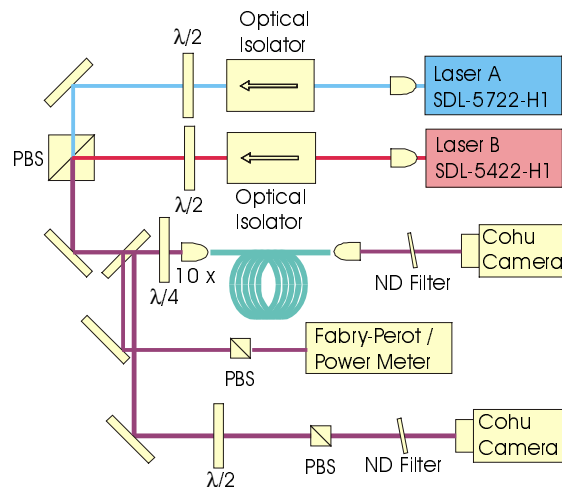 Optical
Isolator
λ/2
Laser A
SDL-5722-H1
PBS
Laser B
SDL-5422-H1
λ/2
Optical
Isolator
Cohu
Camera
10 x
λ/4
ND Filter
Fabry-Perot /
Power Meter
PBS
Cohu
Camera
λ/2
PBS
ND Filter